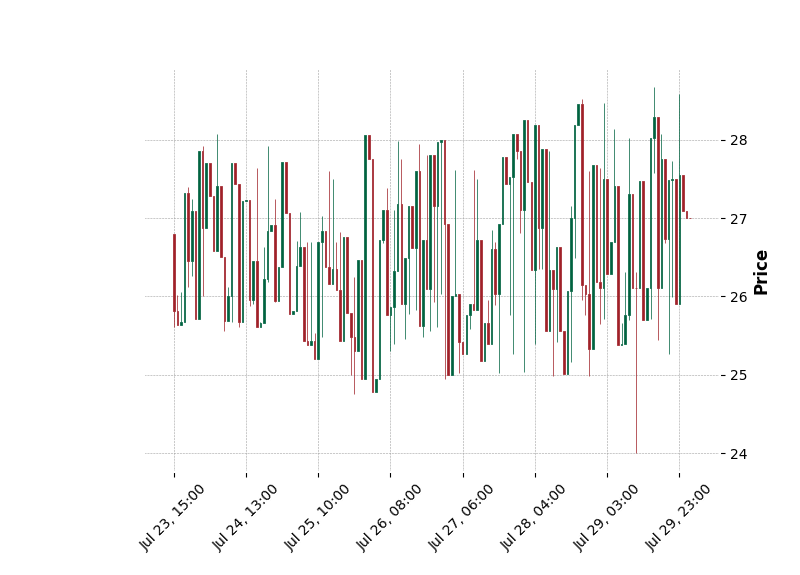 28
27
26
25
24
Price
Jul 23, 15:00
Jul 24, 13:00
Jul 25, 10:00
Jul 26, 08:00
Jul 27, 06:00
Jul 28, 04:00
Jul 29, 03:00
Jul 29, 23:00